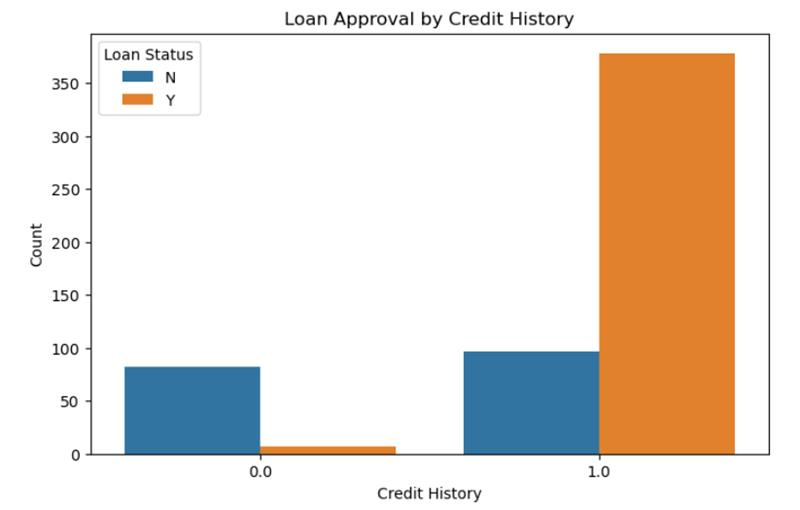 Loan Approval by Credit History
Loan Status
N
Y
350
300
250
200
150
100
50
0
Count
0.0 1.0
Credit History